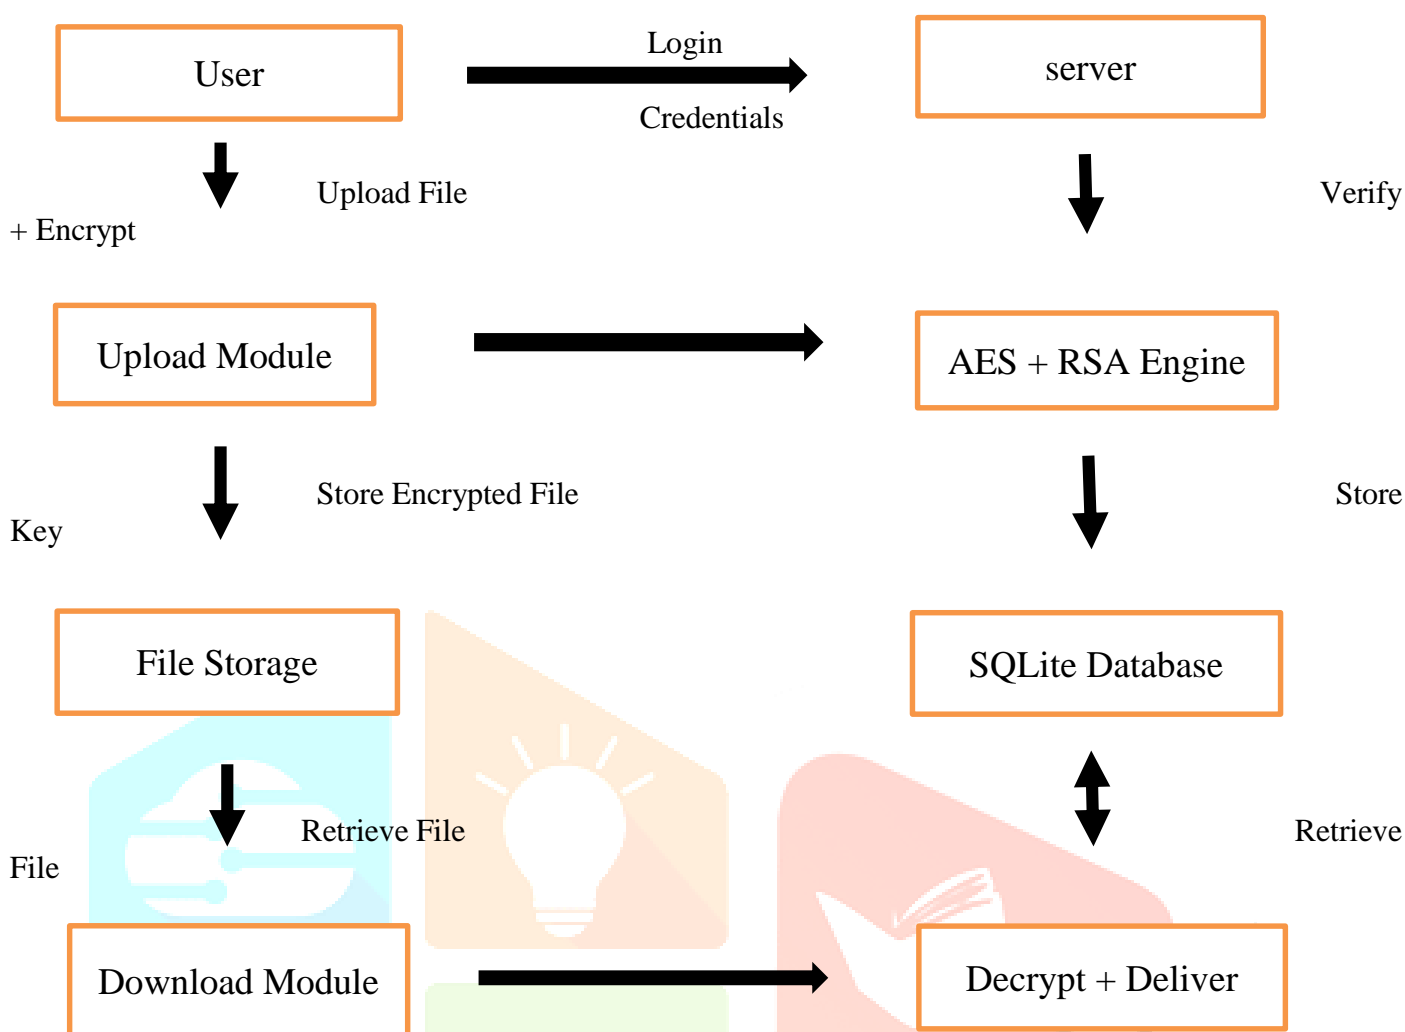 Login
User
server
Credentials
Upload File
Verify
+ Encrypt
Upload Module
AES + RSA Engine
Store Encrypted File
Store
Key
File Storage
SQLite Database
Retrieve File
Retrieve
File
Download Module
Decrypt + Deliver